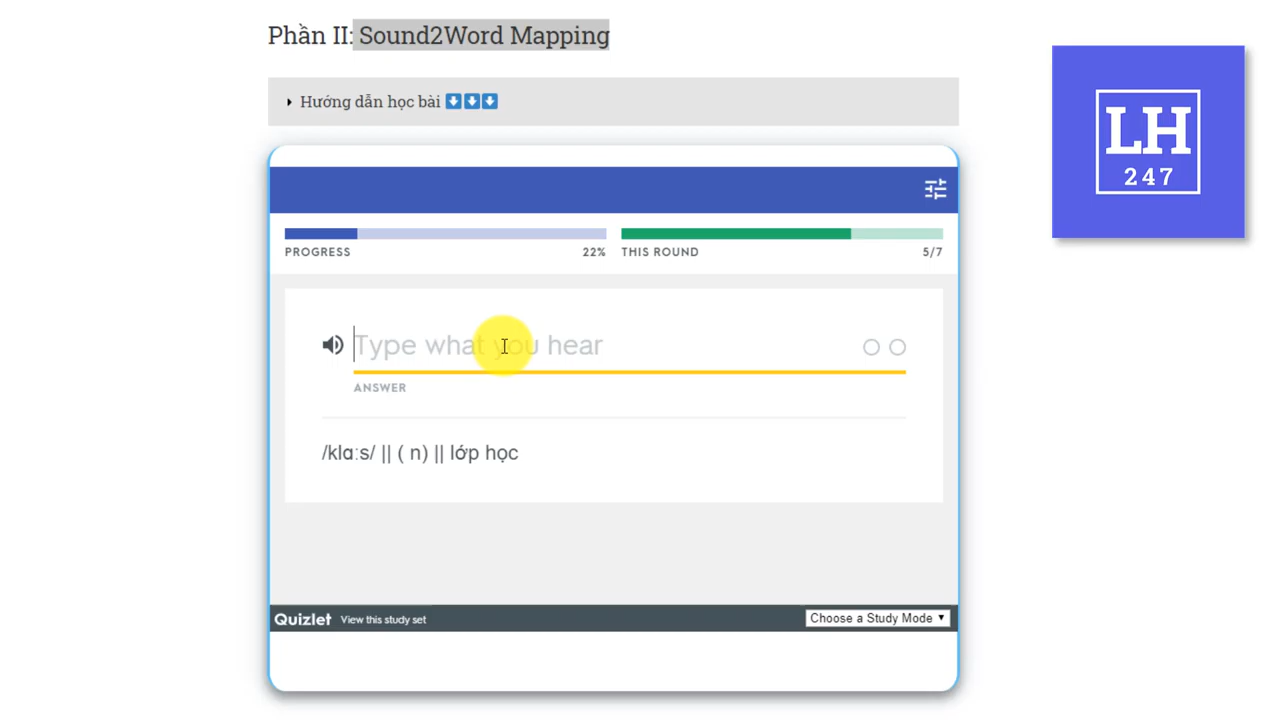 Phần II: Sound2Word Mapping
Hướng dẫn học bài
LH
247
PROGRESS 22% THIS ROUND 5/7
Type what you hear
ANSWER
/klɑːs/ || ( n) || lớp học
Quizlet View this study set Choose a Study Mode